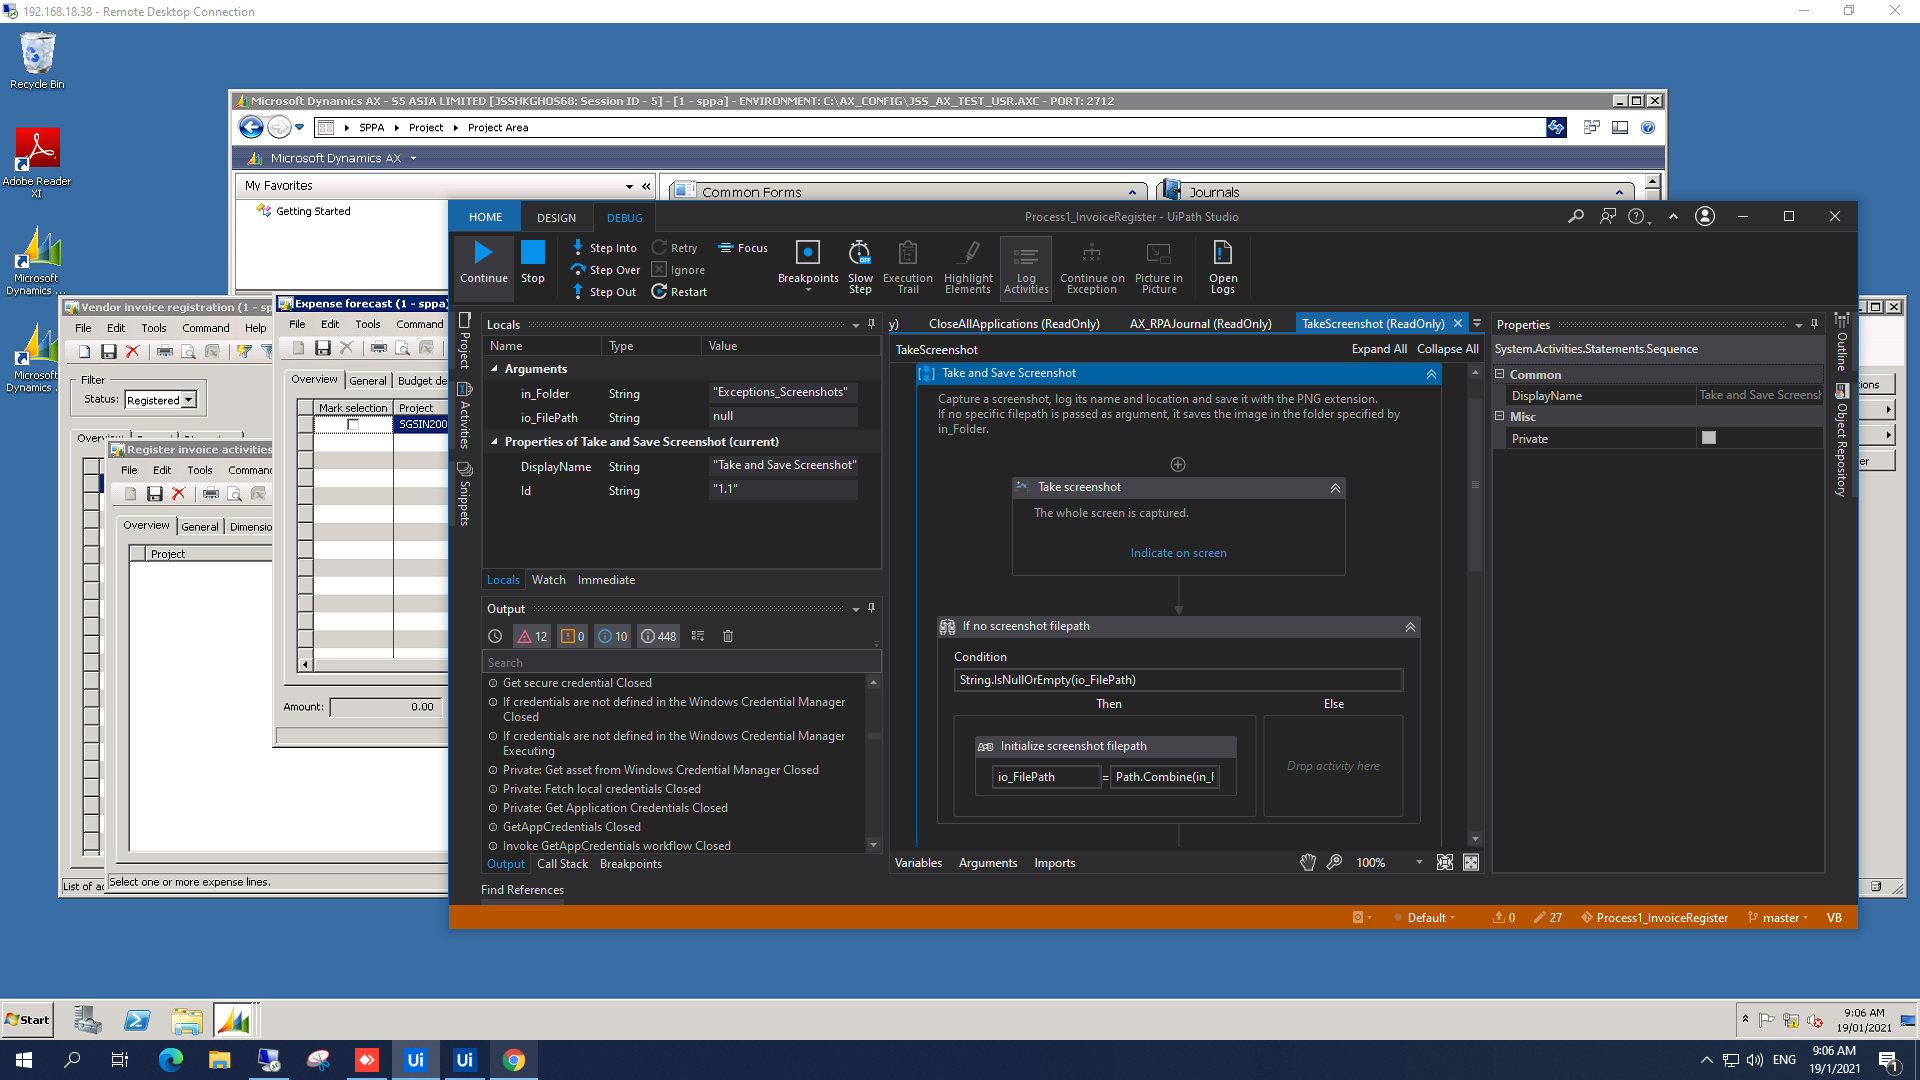 192.168.18.38 - Remote Desktop Connection
Recycle Bin
Adobe Reader
XI
Microsoft
Dynamics ...
Microsoft
Dynamics ...
Microsoft Dynamics AX - S5 ASIA LIMITED [JSSHKGHOS68: Session ID - 5] - [1 - sppa] - ENVIRONMENT: C:\AX_CONFIG\JSS_AX_TEST_USR.AXC - PORT: 2712
SPPA
Project
Project Area
Microsoft Dynamics AX
My Favorites
Getting Started
Common Forms
Journals
Vendor invoice registration (1 - sp
File Edit Tools Command Help
Filter
Status: Registered
Register invoice activities
File Edit Tools Comman
Overview General Dimensio
Project
Select one or more expense lines.
Expense forecast (1 - sppa)
File Edit Tools Command
Overview General Budget de
Mark selection Project
SGSIN200
Amount: 0.00
HOME DESIGN DEBUG
Process1_InvoiceRegister - UiPath Studio
Continue
Stop
Step Into
Step Over
Step Out
Retry
Ignore
Restart
Focus
Breakpoints
Slow
Step
Execution
Trail
Highlight
Elements
Log
Activities
Continue on
Exception
Picture in
Picture
Open
Logs
Project
Activities
Snippets
Locals
Name Type Value
Arguments
in_Folder String "Exceptions_Screenshots"
io_FilePath String null
Properties of Take and Save Screenshot (current)
DisplayName String "Take and Save Screenshot"
Id String "1.1"
Locals Watch Immediate
Output
12 0 10 448
Search
Get secure credential Closed
If credentials are not defined in the Windows Credential Manager
Closed
If credentials are not defined in the Windows Credential Manager
Executing
Private: Get asset from Windows Credential Manager Closed
Private: Fetch local credentials Closed
Private: Get Application Credentials Closed
GetAppCredentials Closed
Invoke GetAppCredentials workflow Closed
Output Call Stack Breakpoints
Find References
y) CloseAllApplications (ReadOnly) AX_RPAJournal (ReadOnly) TakeScreenshot (ReadOnly)
TakeScreenshot Expand All Collapse All
Take and Save Screenshot
Capture a screenshot, log its name and location and save it with the PNG extension.
If no specific filepath is passed as argument, it saves the image in the folder specified by
in_Folder.
Take screenshot
The whole screen is captured.
Indicate on screen
If no screenshot filepath
Condition
String.IsNullOrEmpty(io_FilePath)
Then Else
Initialize screenshot filepath
io_FilePath = Path.Combine(in_F
Drop activity here
Variables Arguments Imports 100%
Properties
System.Activities.Statements.Sequence
Common
DisplayName Take and Save Screensh
Misc
Private
Outline
Object Repository
Default 0 27 Process1_InvoiceRegister master VB
Start
9:06 AM
19/01/2021
ENG
9:06 AM
19/1/2021
1